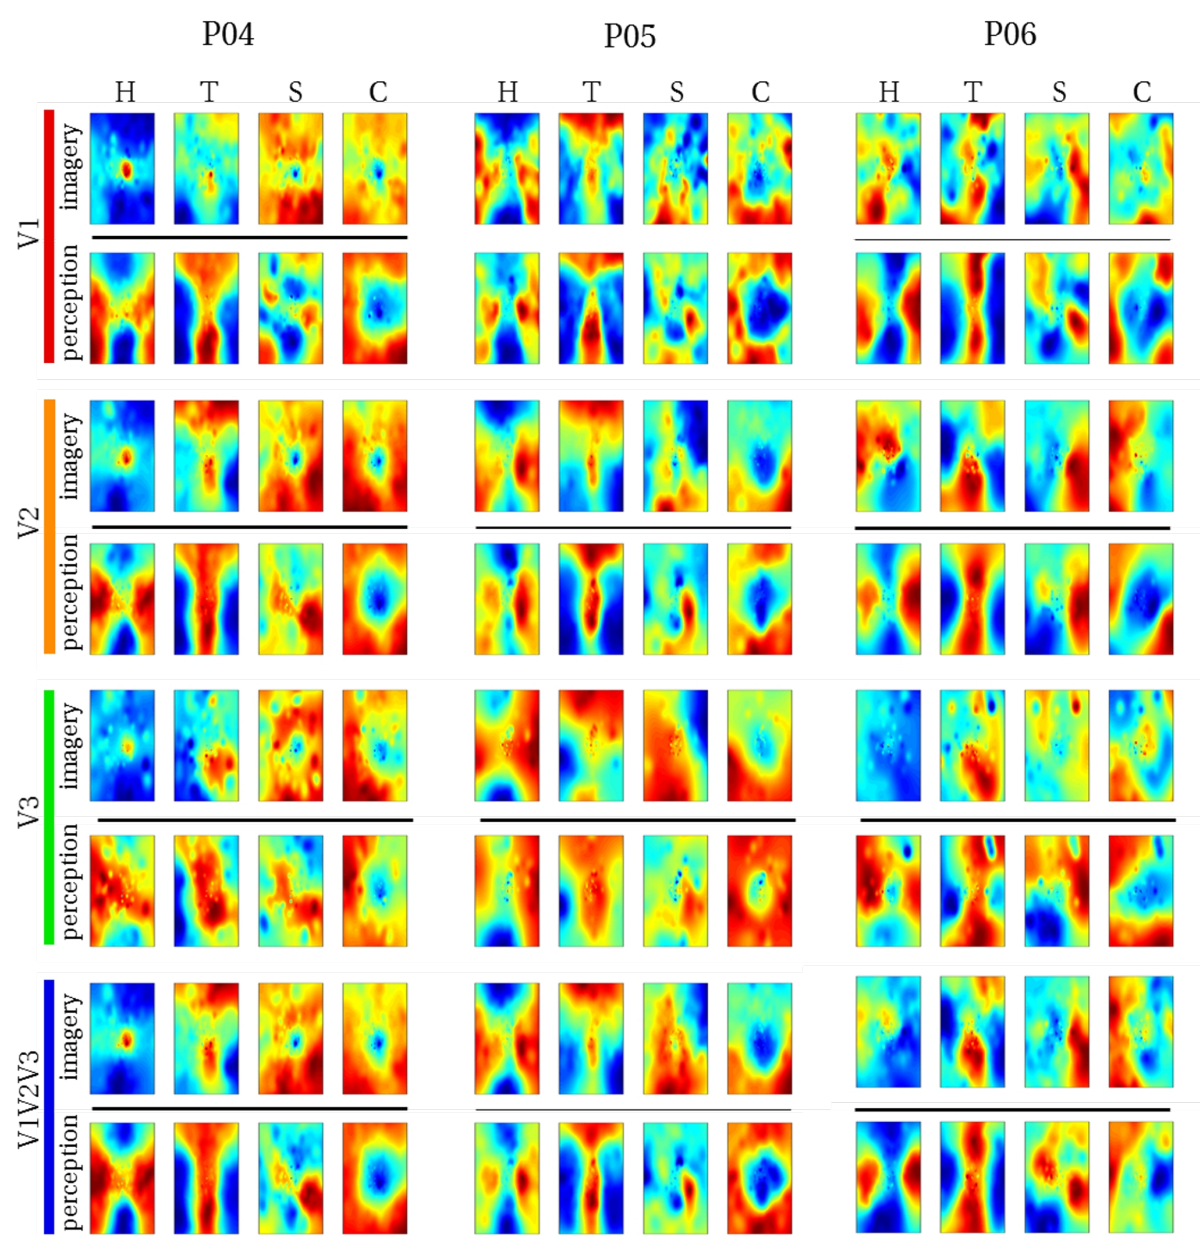 P04 P05 P06
H T S C H T S C H T S C
V1
imagery
perception
V2
imagery
perception
V3
imagery
perception
V1V2V3
imagery
perception